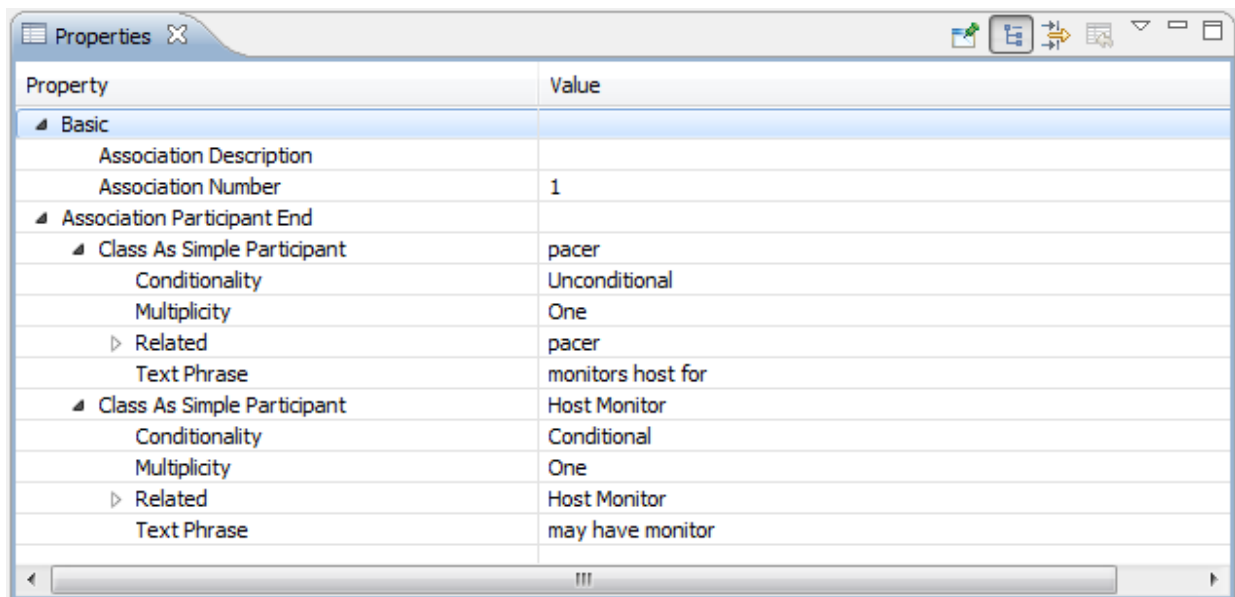 Properties
Property Value
Basic
Association Description
Association Number 1
Association Participant End
Class As Simple Participant pacer
Conditionality Unconditional
Multiplicity One
Related pacer
Text Phrase monitors host for
Class As Simple Participant Host Monitor
Conditionality Conditional
Multiplicity One
Related Host Monitor
Text Phrase may have monitor